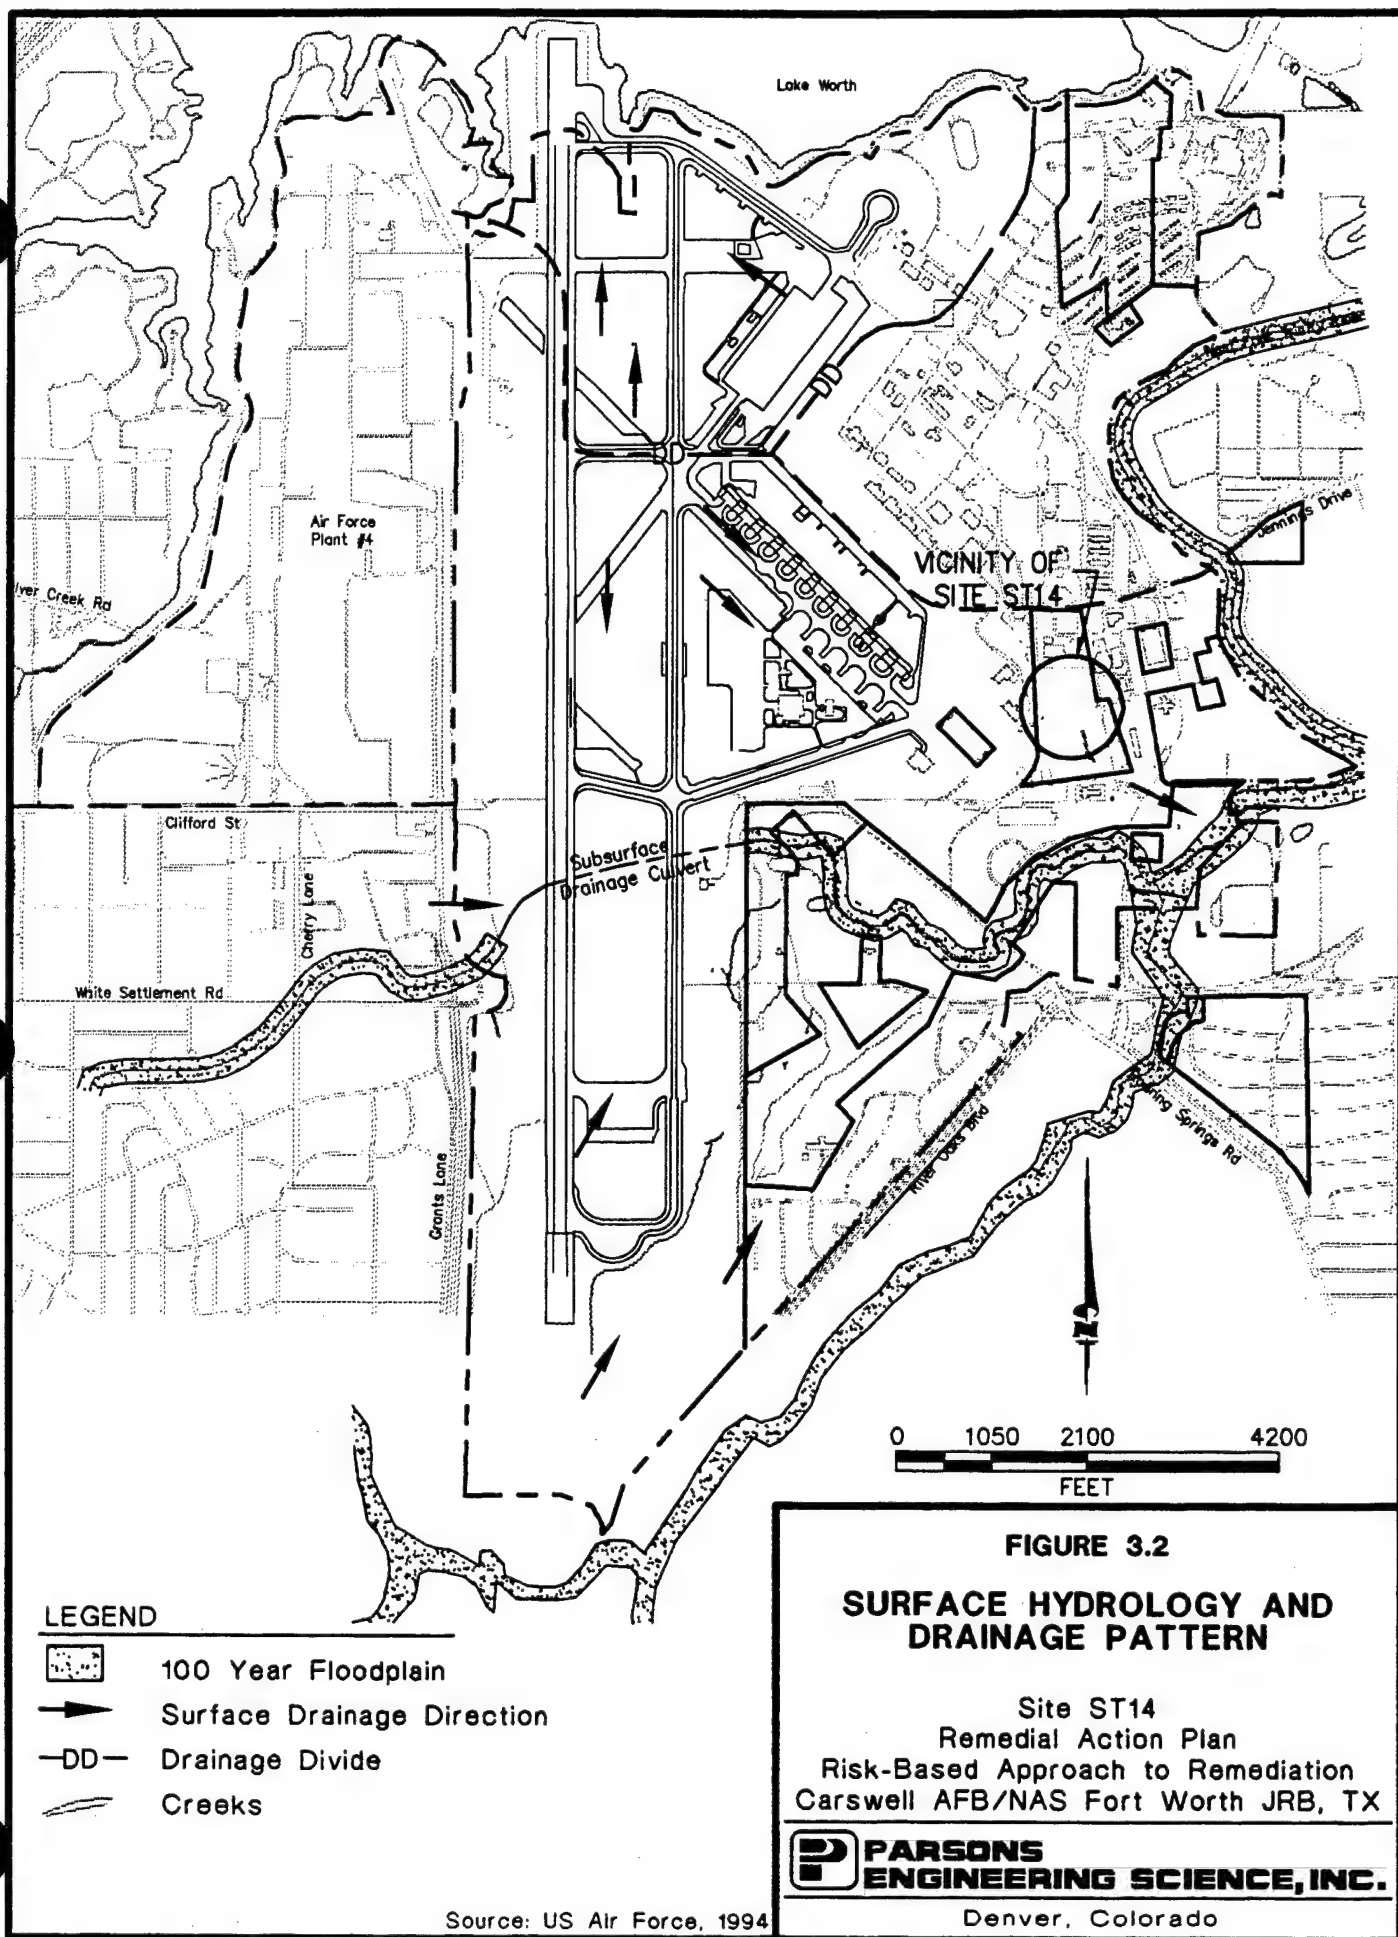 Lake Worth
Air Force
Plant #4
Jennings Drive
VICINITY OF
SITE ST14
lver Creek Rd
Clifford St
Subsurface
Drainage Culvert
Cherry Lane
White Settlement Rd
Grants Lane
River Oaks Blvd
ring Springs Rd
0 1050 2100 4200
FEET
LEGEND
100 Year Floodplain
Surface Drainage Direction
DD Drainage Divide
Creeks
Source: US Air Force, 1994
FIGURE 3.2
SURFACE HYDROLOGY AND
DRAINAGE PATTERN
Site ST14
Remedial Action Plan
Risk-Based Approach to Remediation
Carswell AFB/NAS Fort Worth JRB, TX
PARSONS
ENGINEERING SCIENCE, INC.
Denver, Colorado